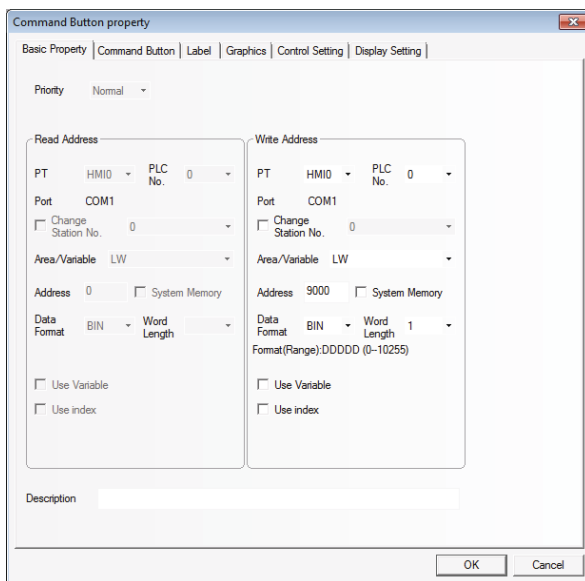 Command Button property
Basic Property Command Button Label Graphics Control Setting Display Setting
Priority Normal
Read Address
PT HMI0 PLC No. 0
Port COM1
Change Station No. 0
Area/Variable LW
Address 0 System Memory
Data Format BIN Word Length
Use Variable
Use index
Write Address
PT HMI0 PLC No. 0
Port COM1
Change Station No. 0
Area/Variable LW
Address 9000 System Memory
Data Format BIN Word Length 1
Format(Range):DDDDD (0--10255)
Use Variable
Use index
Description
OK Cancel